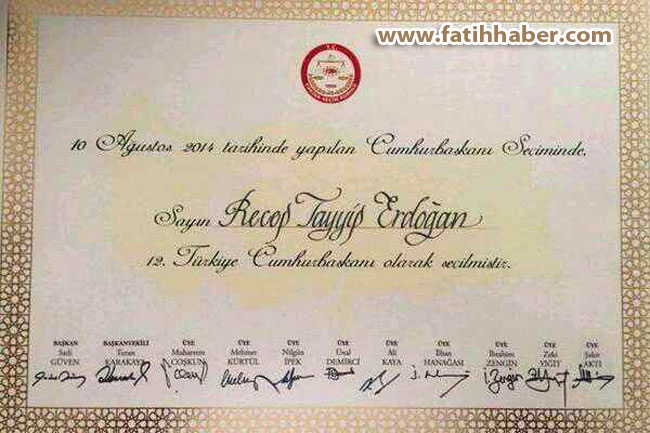 www.fatihhaber.com
T.C.
10 Ağustos 2014 tarihinde yapılan Cumhurbaşkanı Seçiminde,
Sayın Recep Tayyip Erdoğan
12. Türkiye Cumhurbaşkanı olarak seçilmiştir.
BAŞKAN BAŞKANVEKİLİ ÜYE ÜYE ÜYE ÜYE ÜYE ÜYE ÜYE ÜYE ÜYE
Sadi Turan Muharrem Mehmet Nilgün Ünal Ali İlhan İbrahim Zeki Şakir
GÜVEN KARAKAYA COŞKUN KÜRTÜL İPEK DEMİRCİ KAYA HANAĞASI ZENGİN YİĞİT AKTI